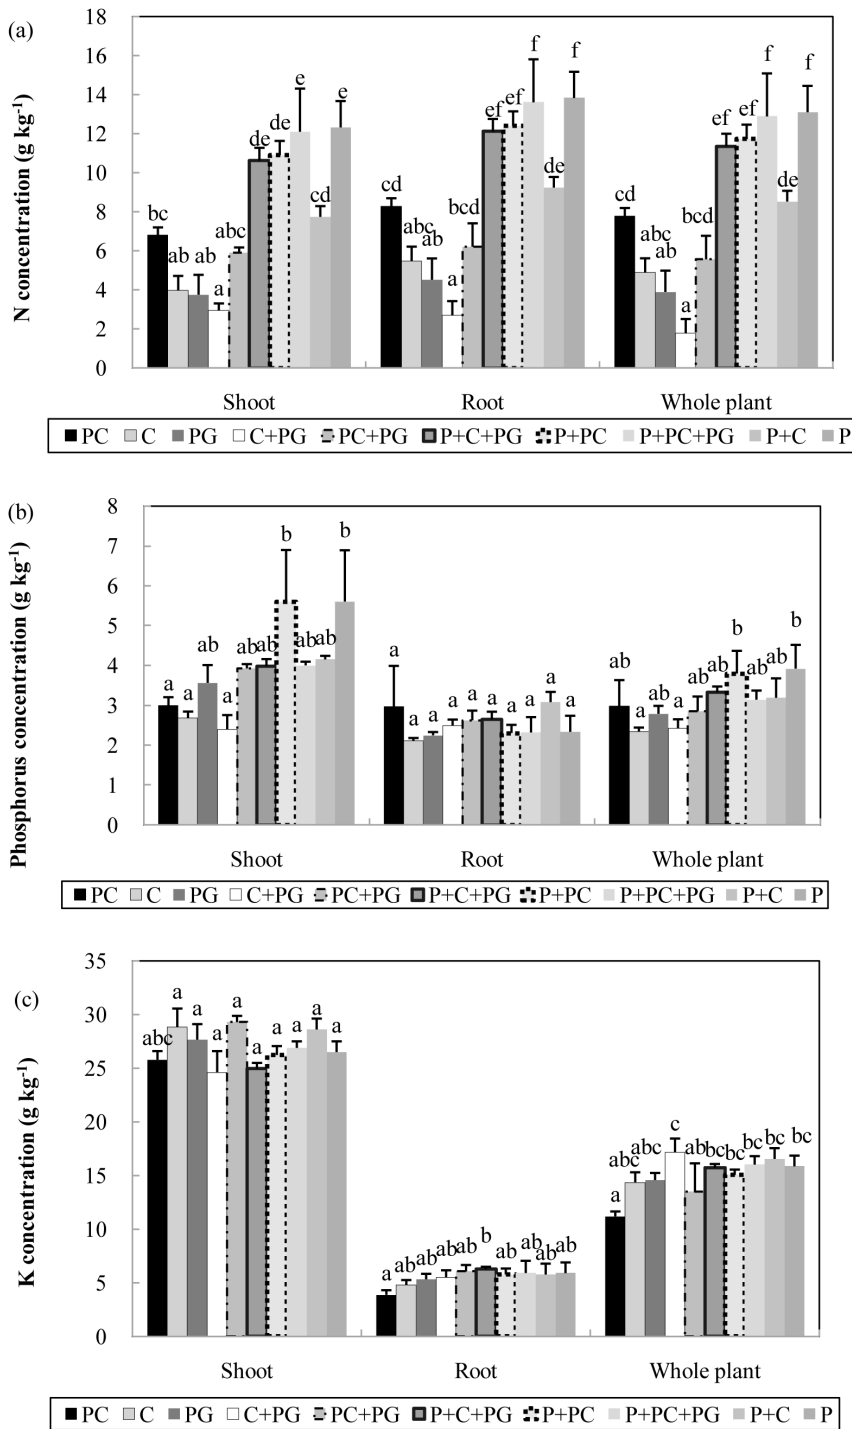 (a)
N concentration (g kg-1)
18
16
14
12
10
8
6
4
2
0
bc
ab
ab
a
abc
de
de
e
cd
e
cd
abc
ab
a
bcd
ef
ef
f
de
f
cd
abc
ab
a
bcd
ef
ef
f
de
f
Shoot Root Whole plant
PC C PG C+PG PC+PG P+C+PG P+PC P+PC+PG P+C P
(b)
Phosphorus concentration (g kg-1)
8
7
6
5
4
3
2
1
0
a
a
ab
a
ab
ab
b
ab
ab
b
a
a
a
a
a
a
a
a
a
a
ab
a
ab
a
ab
ab
b
ab
ab
b
Shoot Root Whole plant
PC C PG C+PG PC+PG P+C+PG P+PC P+PC+PG P+C P
(c)
K concentration (g kg-1)
35
30
25
20
15
10
5
0
abc
a
a
a
a
a
a
a
a
a
a
ab
ab
ab
ab
b
ab
ab
ab
ab
a
abc
abc
c
ab
bc
bc
bc
bc
bc
Shoot Root Whole plant
PC C PG C+PG PC+PG P+C+PG P+PC P+PC+PG P+C P